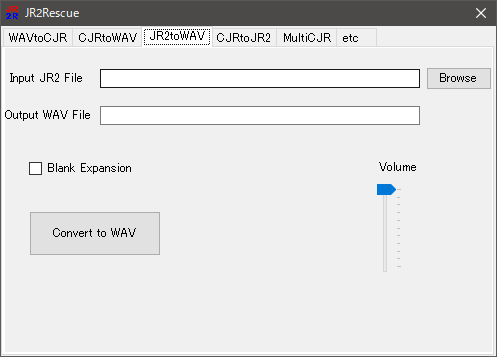 JR2Rescue
WAVtoCJR CJRtoWAV JR2toWAV CJRtoJR2 MultiCJR etc
Input JR2 File Browse
Output WAV File
Blank Expansion Volume
Convert to WAV